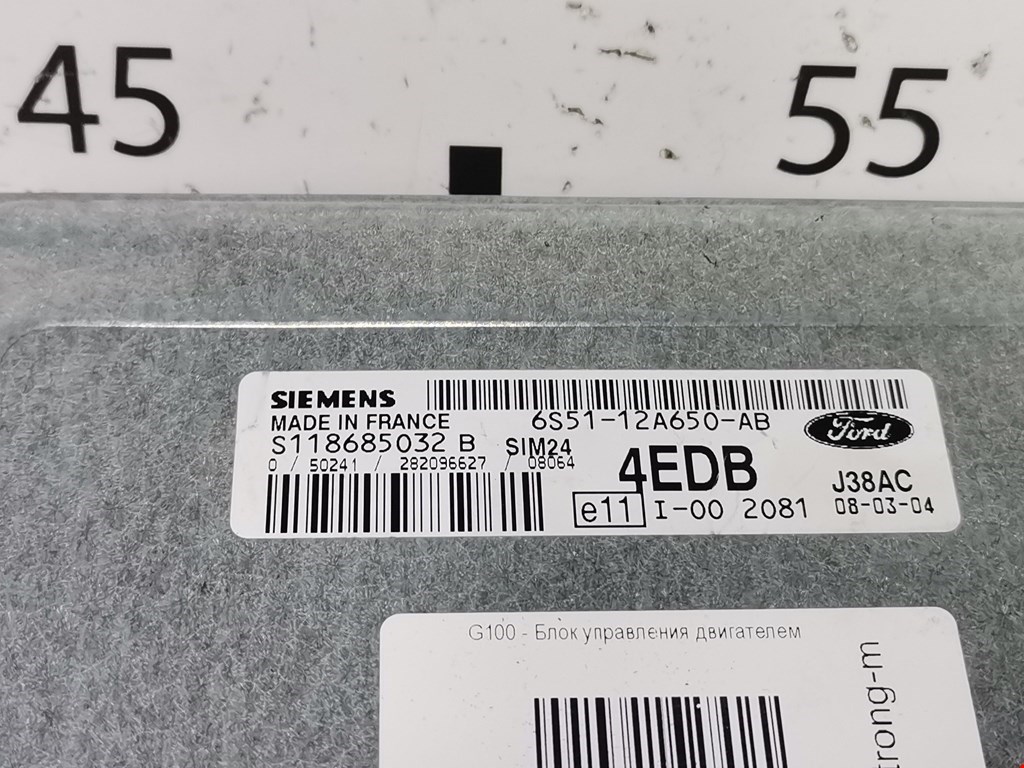 45 55
SIEMENS
MADE IN FRANCE 6S51-12A650-AB
S118685032 B SIM24 Ford
0 / 50241 / 282096627 / 08064 4EDB J38AC
e11 I-00 2081 08-03-04
G100 - Блок управления двигателем